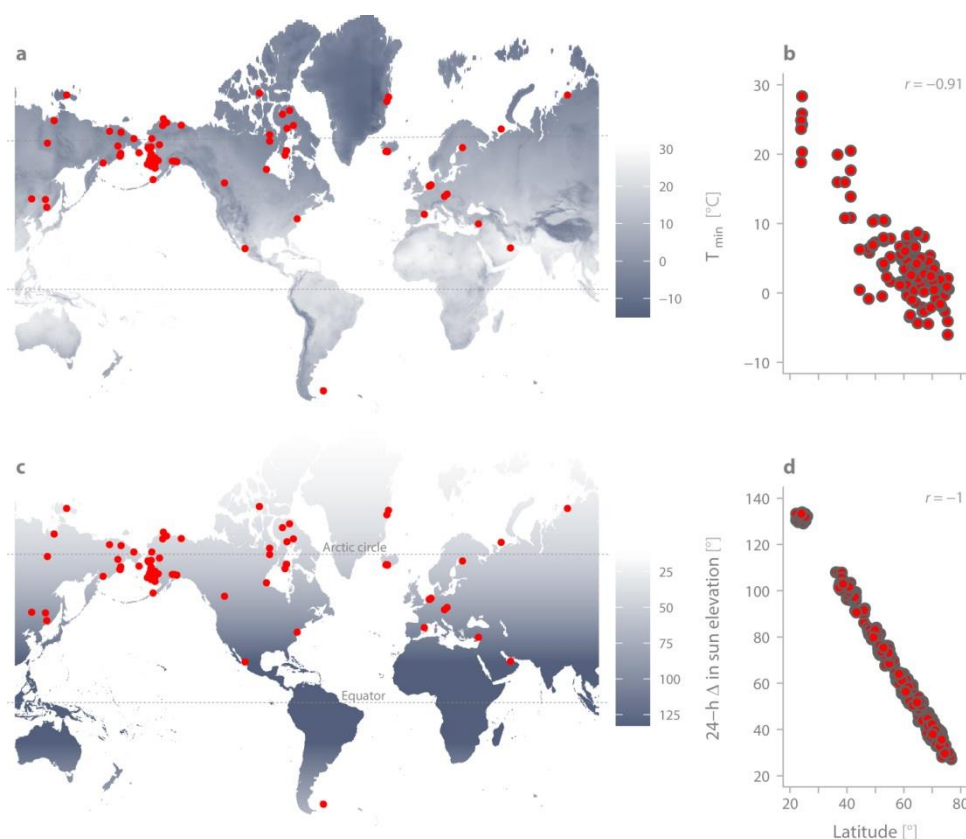 a
30
20
10
0
−10
b
r = −0.91
T min [°C]
30
20
10
0
−10
c
Arctic circle
Equator
25
50
75
100
125
d
r = −1
24−h Δ in sun elevation [°]
140
120
100
80
60
40
20
20 40 60 80
Latitude [°]